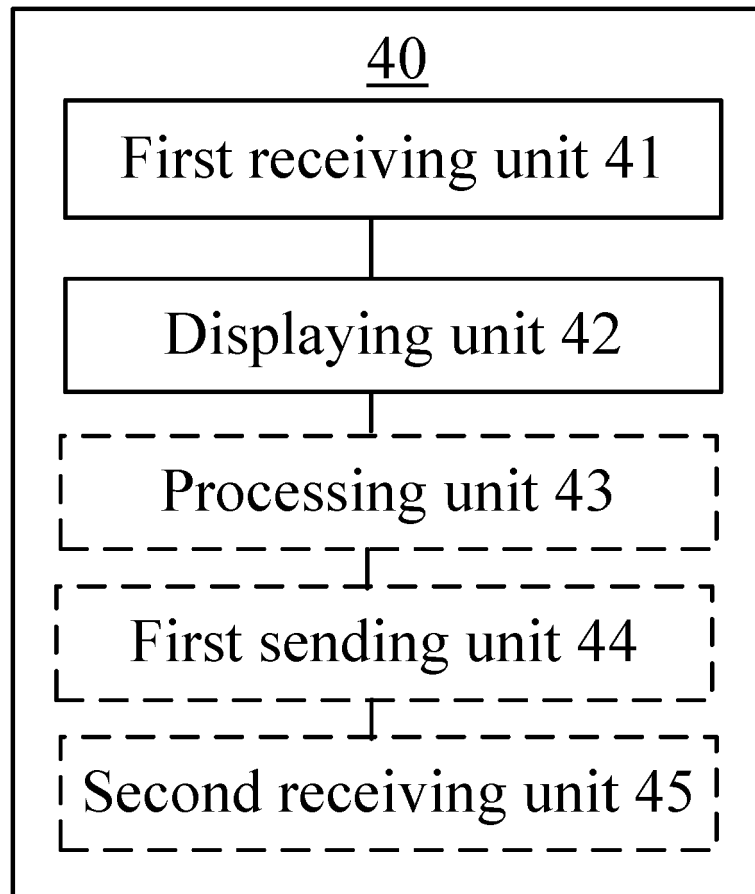 40
First receiving unit 41
Displaying unit 42
Processing unit 43
First sending unit 44
Second receiving unit 45